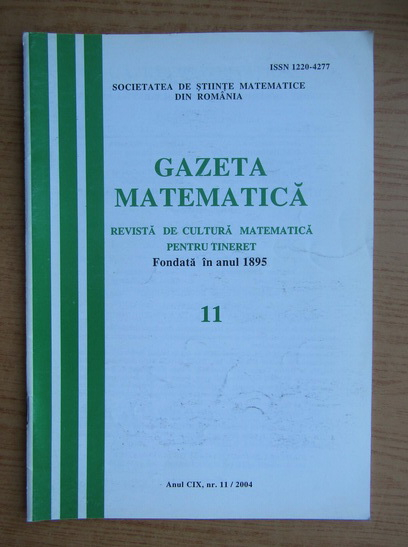 ISSN 1220-4277
SOCIETATEA DE ȘTIINȚE MATEMATICE
DIN ROMÂNIA
GAZETA
MATEMATICĂ
REVISTĂ DE CULTURĂ MATEMATICĂ
PENTRU TINERET
Fondată în anul 1895
11
Anul CIX, nr. 11 / 2004